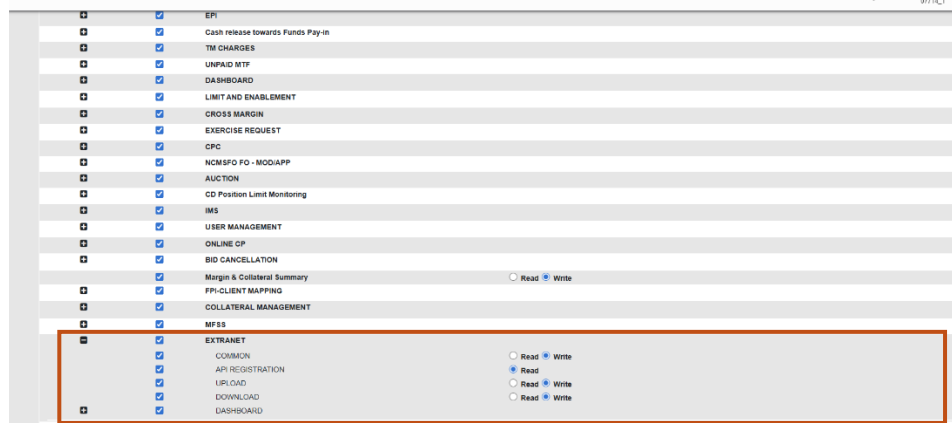 97774_1
EPI
Cash release towards Funds Pay-in
TM CHARGES
UNPAID MTF
DASHBOARD
LIMIT AND ENABLEMENT
CROSS MARGIN
EXERCISE REQUEST
CPC
NCMSFO FO - MOD/APP
AUCTION
CD Position Limit Monitoring
IMS
USER MANAGEMENT
ONLINE CP
BID CANCELLATION
Margin & Collateral Summary Read Write
FPI-CLIENT MAPPING
COLLATERAL MANAGEMENT
MFSS
EXTRANET
COMMON Read Write
API REGISTRATION Read
UPLOAD Read Write
DOWNLOAD Read Write
DASHBOARD